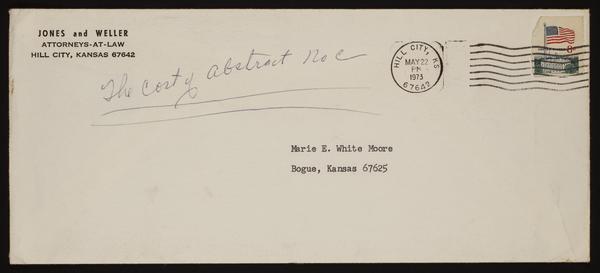 JONES and WELLER
ATTORNEYS-AT-LAW
HILL CITY, KANSAS 67642
HILL CITY, KS
MAY 22
PM
1973
67642
8c
The Cost of Abstract No C
Marie E. White Moore
Bogue, Kansas 67625